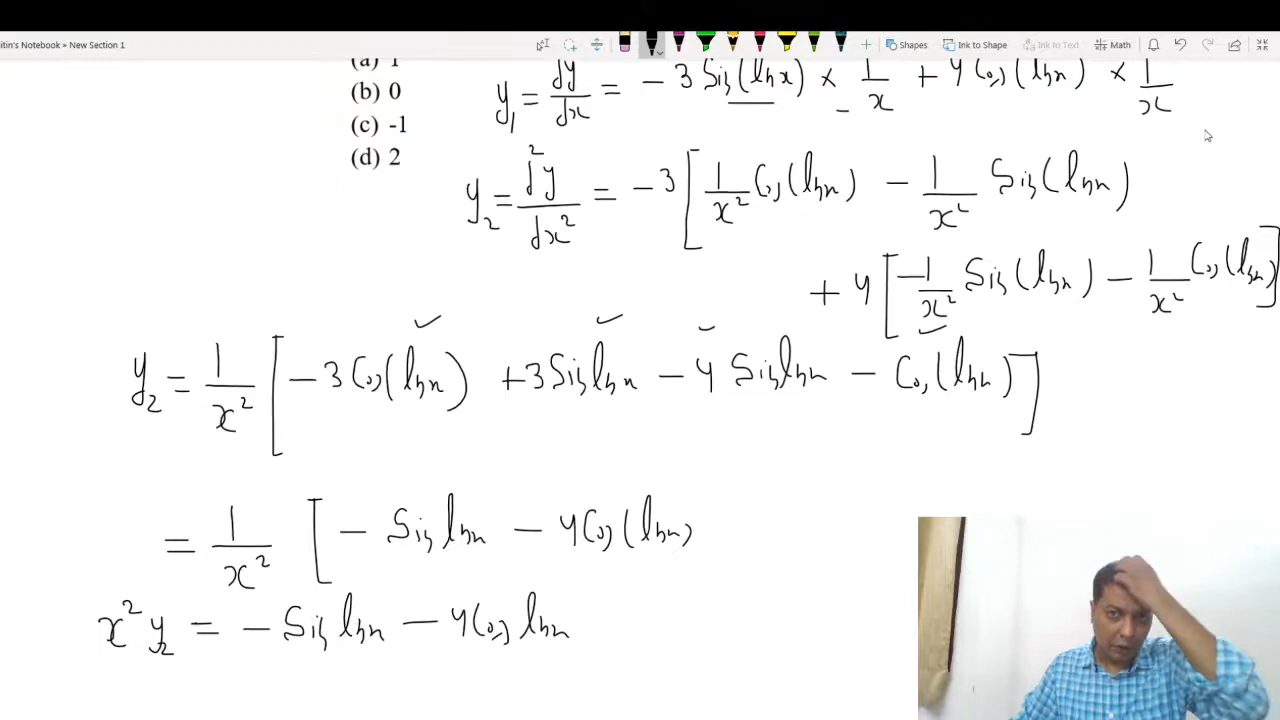 itin's Notebook » New Section 1
Shapes Ink to Shape Ink to Text Math
(a) 1
(b) 0
(c) -1
(d) 2
y₁ = dy/dx = - 3 Sin(ln x) × 1/x + 4 Cos(ln x) × 1/x
y₂ = d²y/dx² = -3 [ 1/x² Cos(ln x) - 1/x² Sin(ln x)
+ 4 [ -1/x² Sin(ln x) - 1/x² Cos(ln x) ]
y₂ = 1/x² [ -3 Cos(ln x) +3 Sin ln x - 4 Sin ln x - Cos(ln x) ]
= 1/x² [ - Sin ln x - 4 Cos(ln x)
x² y₂ = - Sin ln x - 4 Cos ln x